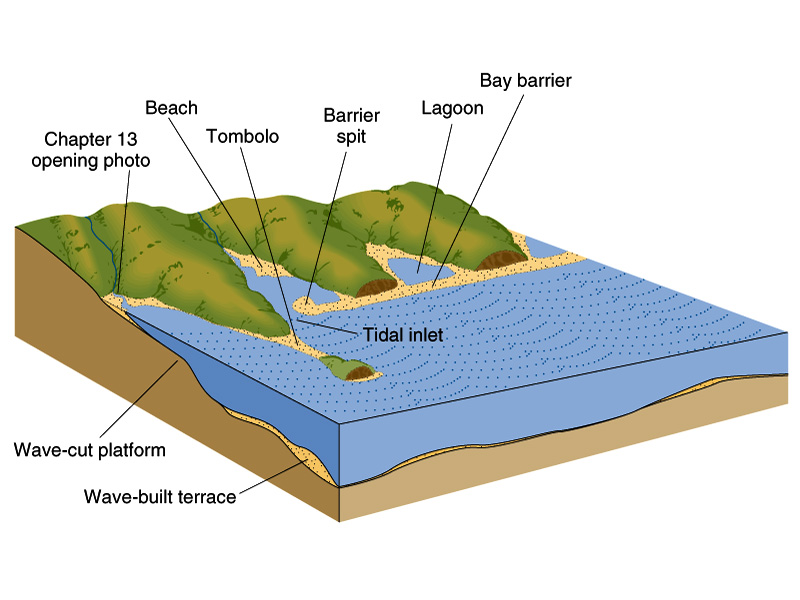 Bay barrier
Beach
Lagoon
Barrier
spit
Tombolo
Chapter 13
opening photo
Tidal inlet
Wave-cut platform
Wave-built terrace